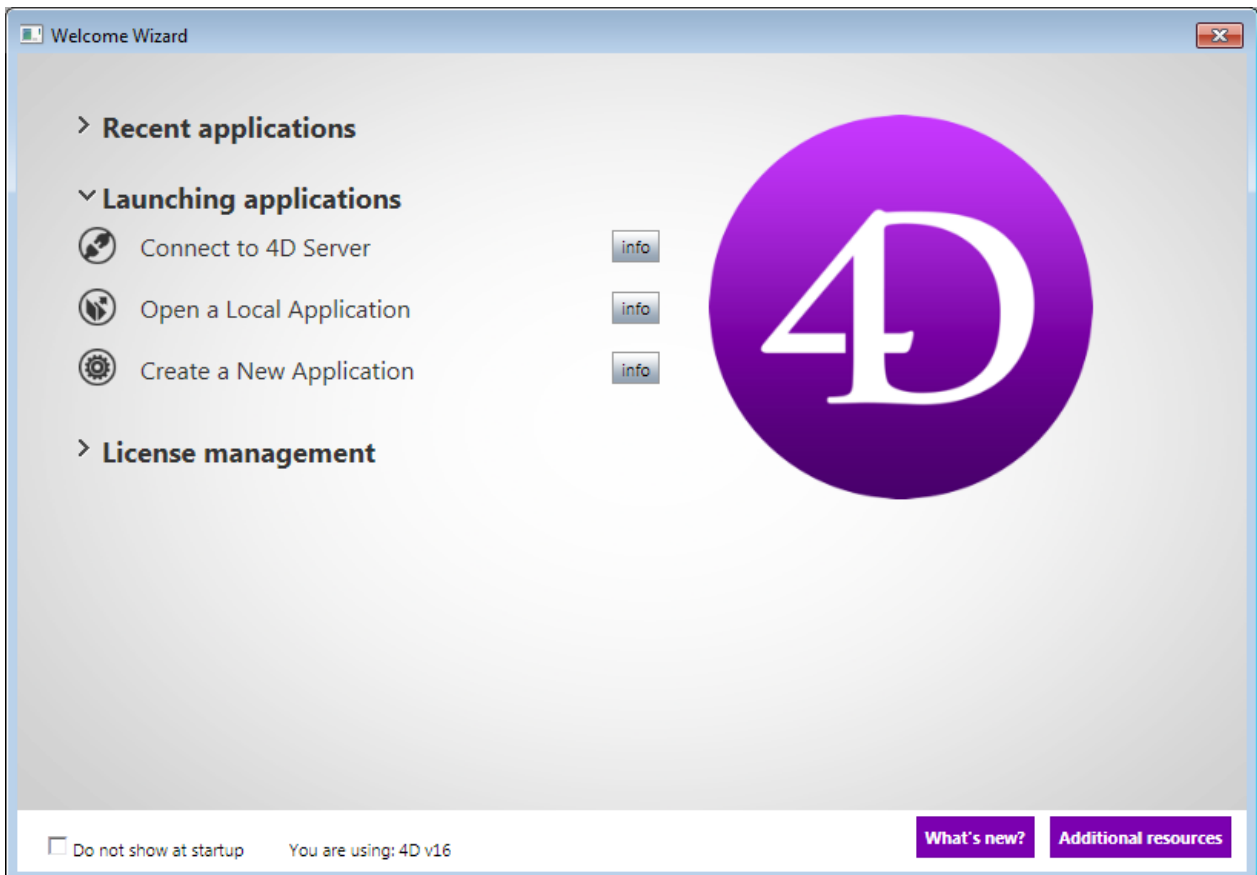 Welcome Wizard
Recent applications
Launching applications
Connect to 4D Server info
Open a Local Application info
Create a New Application info
License management
4D
Do not show at startup You are using: 4D v16 What's new? Additional resources